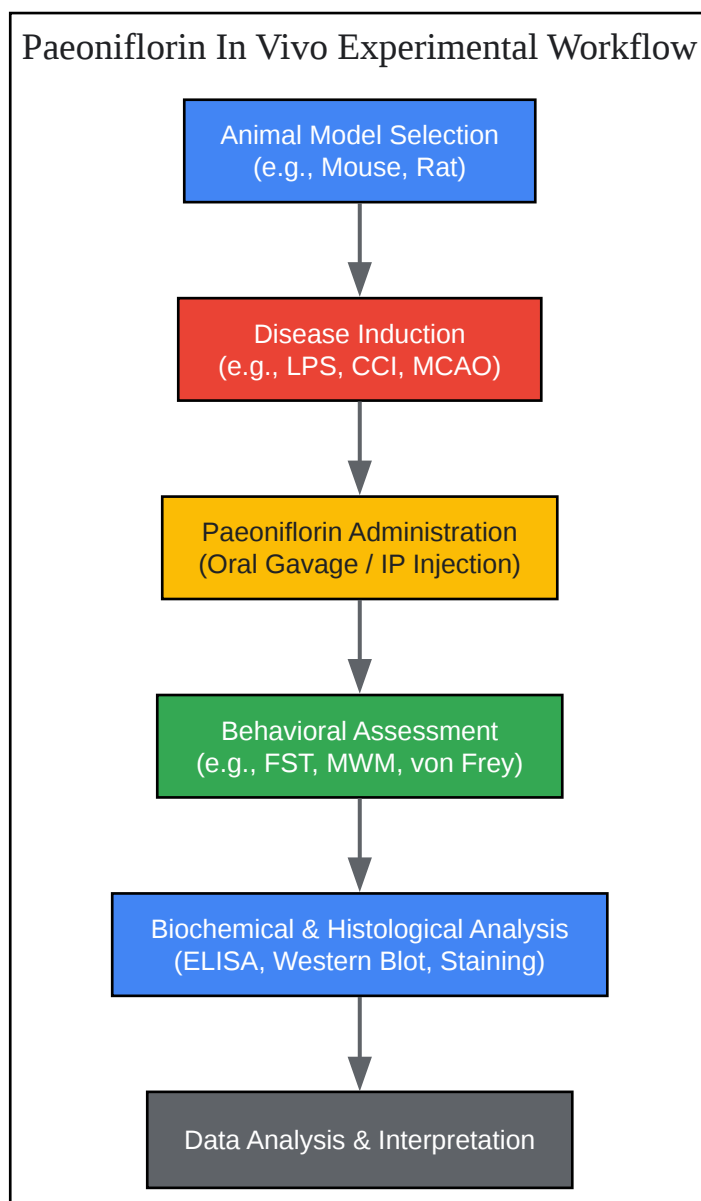 Paeoniflorin In Vivo Experimental Workflow
Animal Model Selection
(e.g., Mouse, Rat)
Disease Induction
(e.g., LPS, CCI, MCAO)
Paeoniflorin Administration
(Oral Gavage / IP Injection)
Behavioral Assessment
(e.g., FST, MWM, von Frey)
Biochemical & Histological Analysis
(ELISA, Western Blot, Staining)
Data Analysis & Interpretation